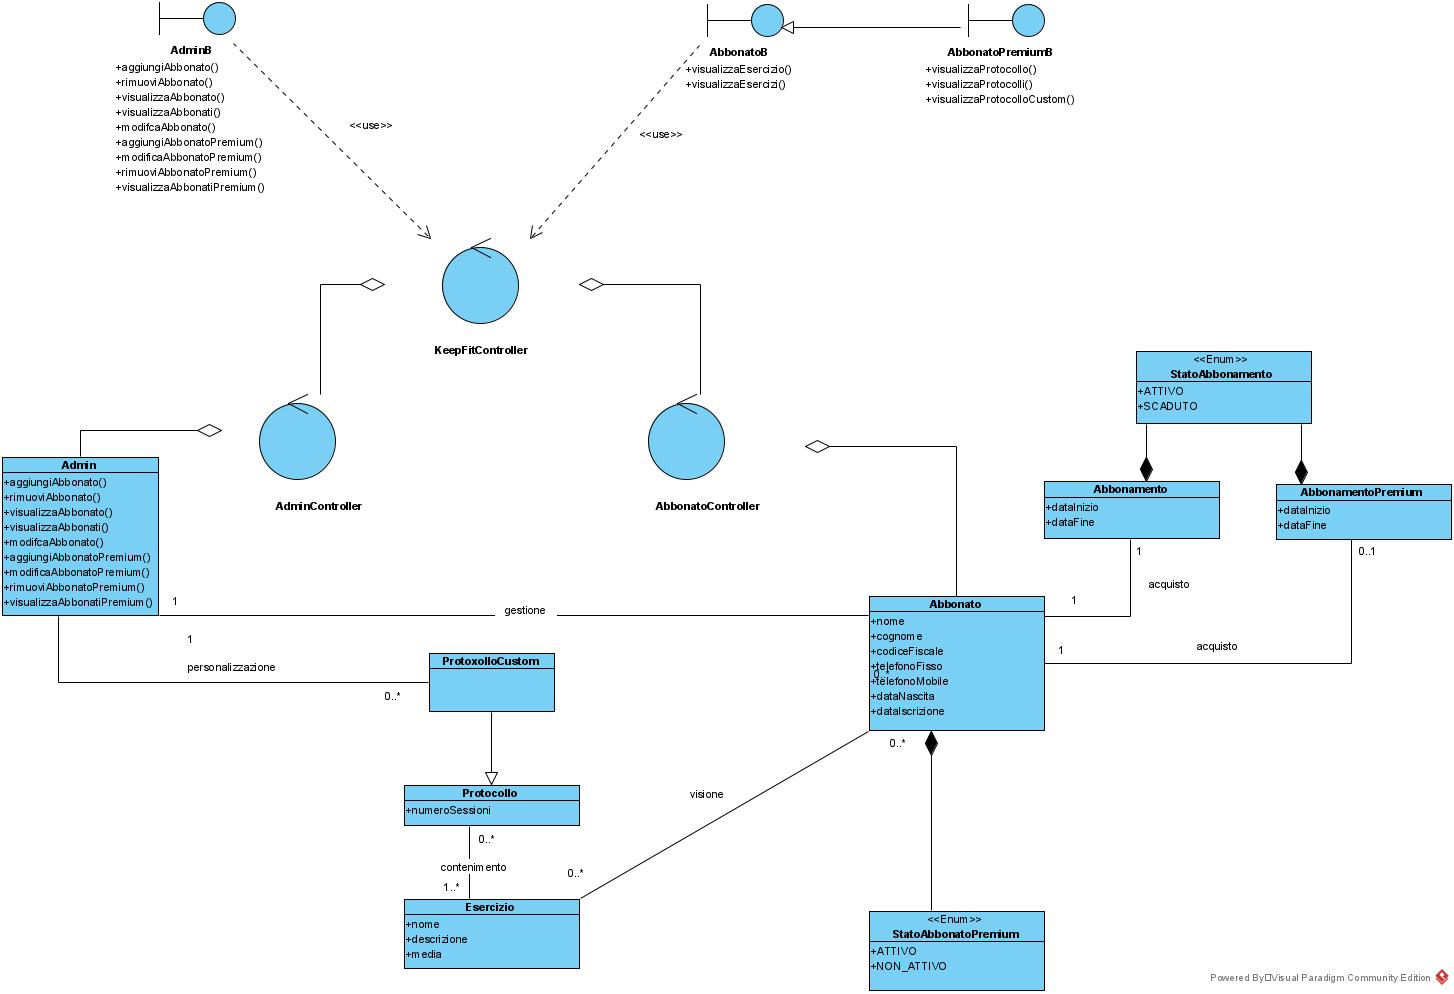 AdminB
+aggiungiAbbonato()
+rimuoviAbbonato()
+visualizzaAbbonato()
+visualizzaAbbonati()
+modifcaAbbonato()
+aggiungiAbbonatoPremium()
+modificaAbbonatoPremium()
+rimuoviAbbonatoPremium()
+visualizzaAbbonatiPremium()
AbbonatoB
+visualizzaEsercizio()
+visualizzaEsercizi()
AbbonatoPremiumB
+visualizzaProtocollo()
+visualizzaProtocolli()
+visualizzaProtocolloCustom()
<<use>>
<<use>>
KeepFitController
AdminController
AbbonatoController
<<Enum>>
StatoAbbonamento
+ATTIVO
+SCADUTO
Admin
+aggiungiAbbonato()
+rimuoviAbbonato()
+visualizzaAbbonato()
+visualizzaAbbonati()
+modifcaAbbonato()
+aggiungiAbbonatoPremium()
+modificaAbbonatoPremium()
+rimuoviAbbonatoPremium()
+visualizzaAbbonatiPremium()
Abbonamento
+dataInizio
+dataFine
AbbonamentoPremium
+dataInizio
+dataFine
1
0..1
acquisto
1
1
gestione
Abbonato
+nome
+cognome
+codiceFiscale
+telefonoFisso
0..*
+telefonoMobile
+dataNascita
+dataIscrizione
1
acquisto
1
personalizzazione
0..*
ProtoxolloCustom
0..*
Protocollo
+numeroSessioni
visione
0..*
contenimento
1..*
0..*
Esercizio
+nome
+descrizione
+media
<<Enum>>
StatoAbbonatoPremium
+ATTIVO
+NON_ATTIVO
Powered By Visual Paradigm Community Edition